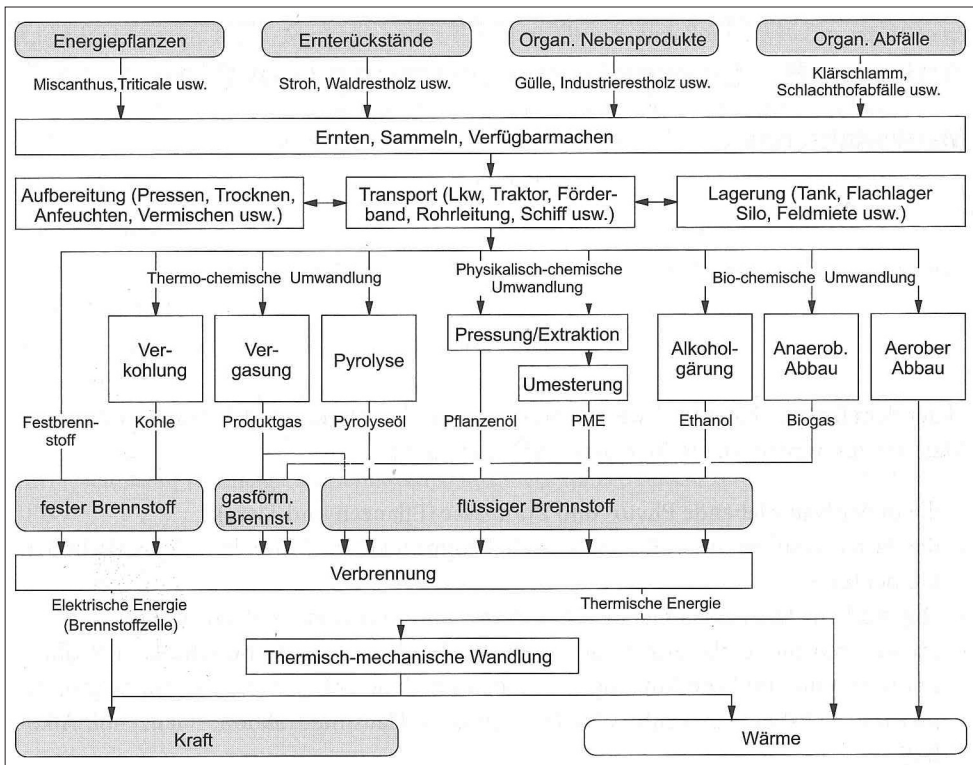 Energiepflanzen
Ernterückstände
Organ. Nebenprodukte
Organ. Abfälle
Miscanthus,Triticale usw.
Stroh, Waldrestholz usw.
Gülle, Industrierestholz usw.
Klärschlamm,
Schlachthofabfälle usw.
Ernten, Sammeln, Verfügbarmachen
Aufbereitung (Pressen, Trocknen,
Anfeuchten, Vermischen usw.)
Transport (Lkw, Traktor, Förder-
band, Rohrleitung, Schiff usw.)
Lagerung (Tank, Flachlager
Silo, Feldmiete usw.)
Thermo-chemische Umwandlung
Physikalisch-chemische
Umwandlung
Bio-chemische Umwandlung
Ver-
kohlung
Ver-
gasung
Pyrolyse
Pressung/Extraktion
Umesterung
Alkohol-
gärung
Anaerob.
Abbau
Aerober
Abbau
Festbrenn-
stoff
Kohle
Produktgas
Pyrolyseöl
Pflanzenöl
PME
Ethanol
Biogas
fester Brennstoff
gasförm.
Brennst.
flüssiger Brennstoff
Verbrennung
Elektrische Energie
(Brennstoffzelle)
Thermische Energie
Thermisch-mechanische Wandlung
Kraft
Wärme